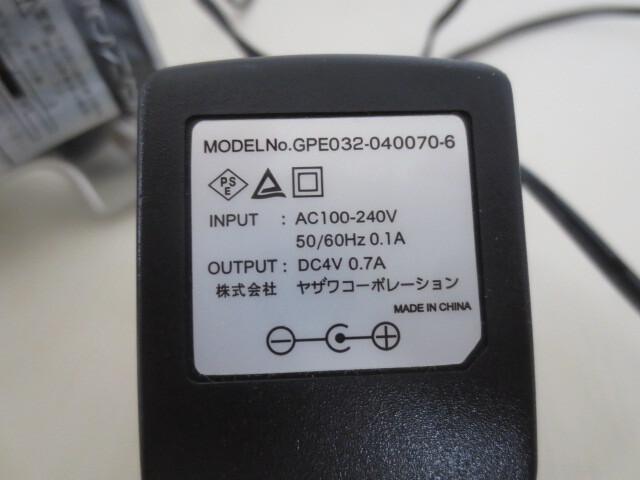 MODELNo.GPE032-040070-6
PS
E
INPUT : AC100-240V
50/60Hz 0.1A
OUTPUT : DC4V 0.7A
株式会社 ヤザワコーポレーション
MADE IN CHINA